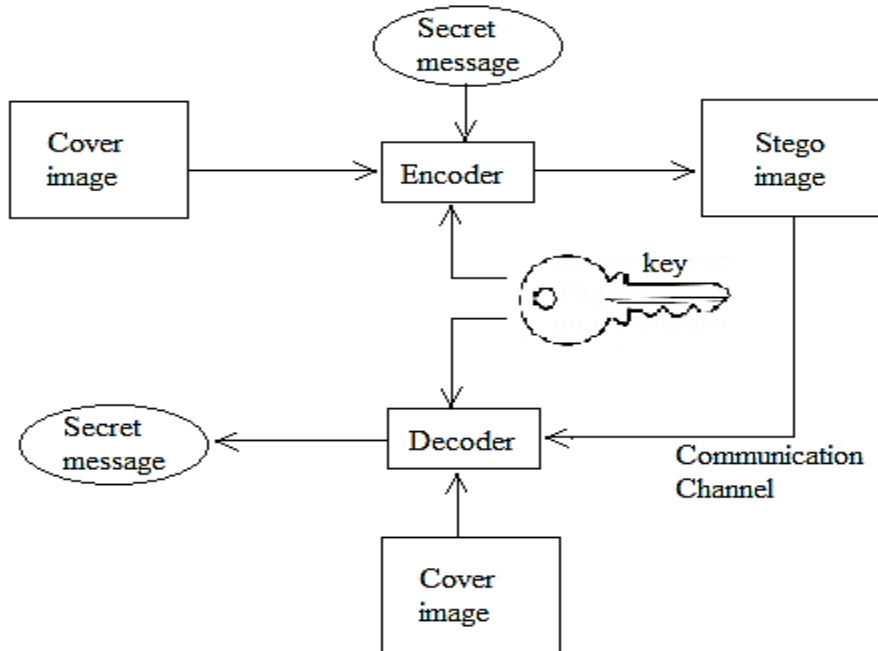 Secret
message
Cover
image
Encoder
Stego
image
key
Secret
message
Decoder
Communication
Channel
Cover
image